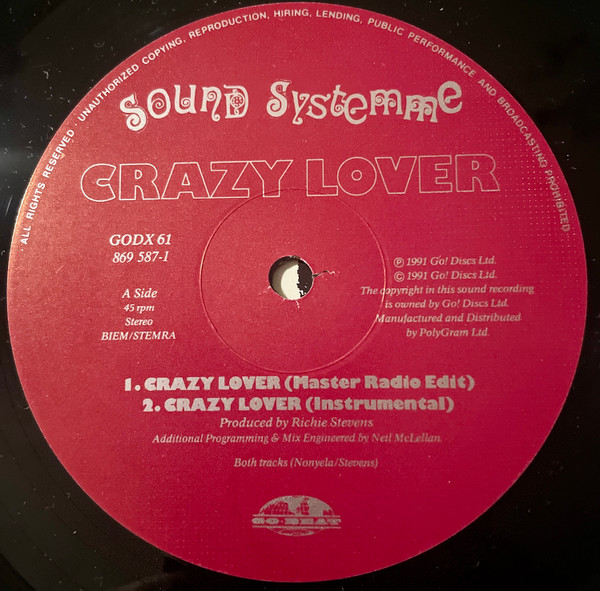 ALL RIGHTS RESERVED · UNAUTHORIZED COPYING, REPRODUCTION, HIRING, LENDING, PUBLIC PERFORMANCE AND BROADCASTING PROHIBITED
Sound Systemme
CRAZY LOVER
GODX 61
869 587-1
A Side
45 rpm
Stereo
BIEM/STEMRA
℗ 1991 Go! Discs Ltd.
© 1991 Go! Discs Ltd.
The copyright in this sound recording
is owned by Go! Discs Ltd.
Manufactured and Distributed
by PolyGram Ltd.
1. CRAZY LOVER (Master Radio Edit)
2. CRAZY LOVER (Instrumental)
Produced by Richie Stevens
Additional Programming & Mix Engineered by Neil McLellan
Both tracks (Nonyela/Stevens)
GO·BEAT